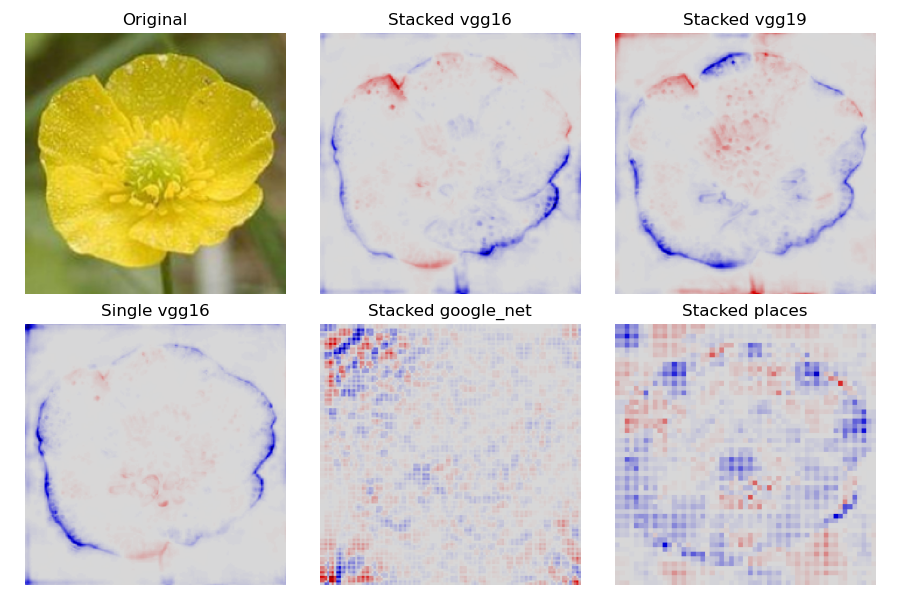 Original
Stacked vgg16
Stacked vgg19
Single vgg16
Stacked google_net
Stacked places